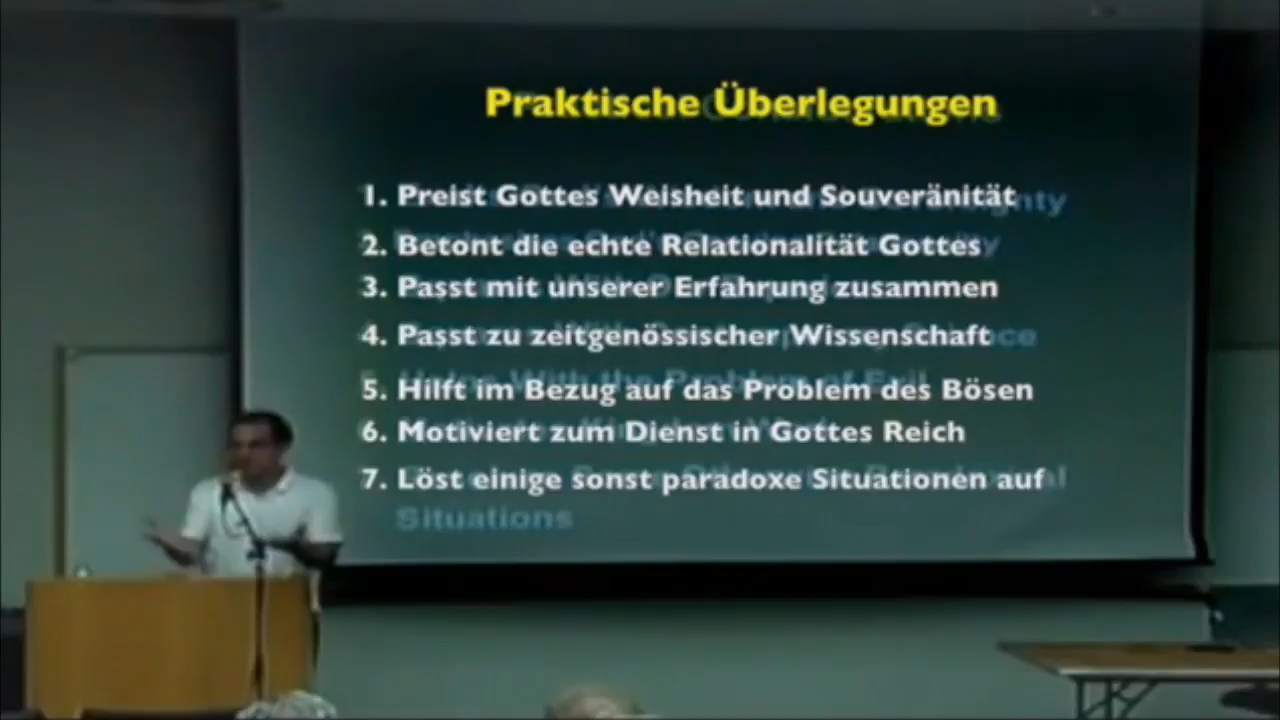 Praktische Überlegungen
1. Preist Gottes Weisheit und Souveränität
2. Betont die echte Relationalität Gottes
3. Passt mit unserer Erfahrung zusammen
4. Passt zu zeitgenössischer Wissenschaft
5. Hilft im Bezug auf das Problem des Bösen
6. Motiviert zum Dienst in Gottes Reich
7. Löst einige sonst paradoxe Situationen auf
Situations